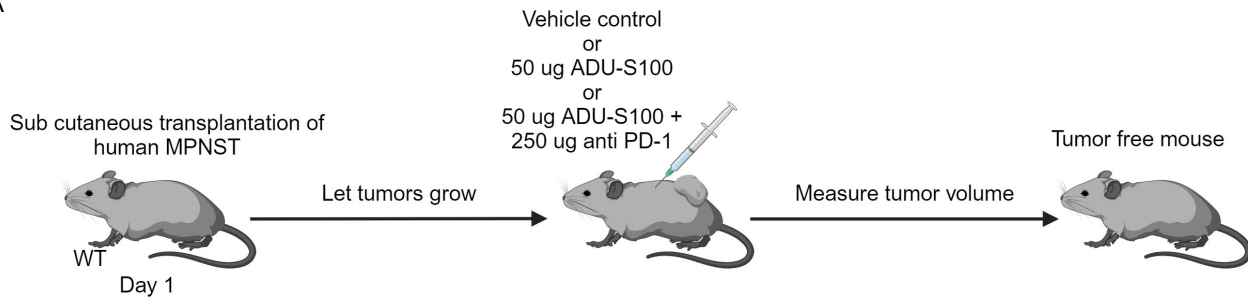 A
Vehicle control
or
50 ug ADU-S100
or
50 ug ADU-S100 +
250 ug anti PD-1
Sub cutaneous transplantation of
human MPNST
Let tumors grow
Measure tumor volume
Tumor free mouse
WT
Day 1